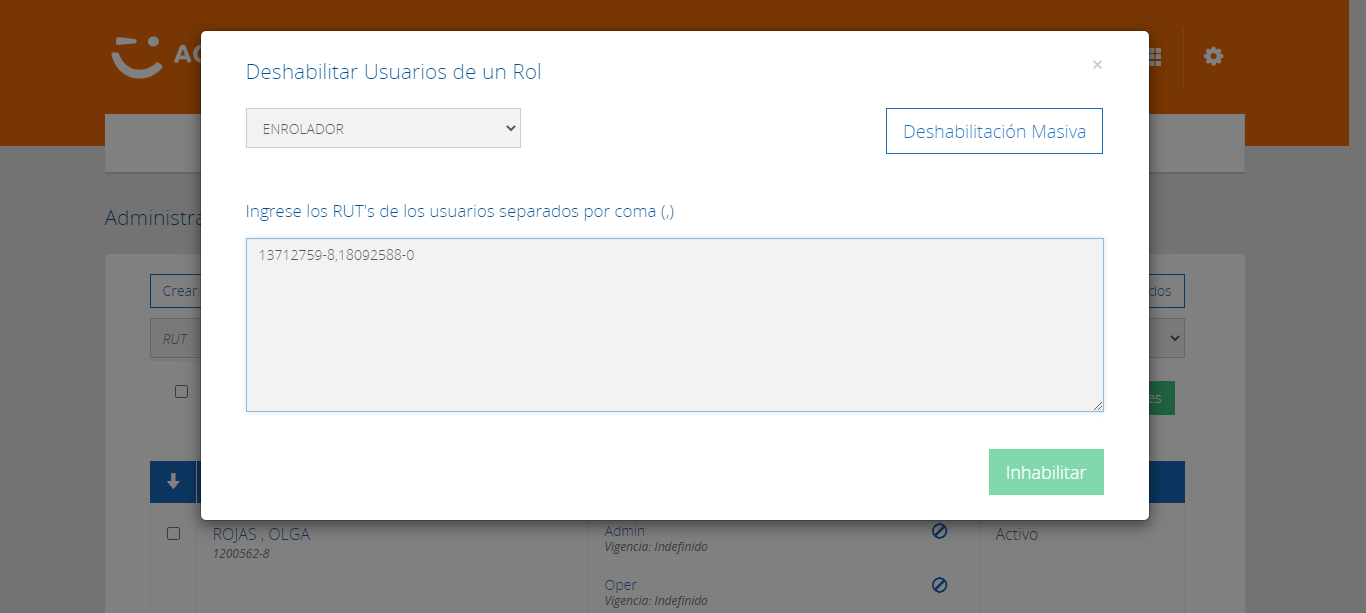 Deshabilitar Usuarios de un Rol
×
ENROLADOR
Deshabilitación Masiva
Ingrese los RUT's de los usuarios separados por coma (,)
13712759-8,18092588-0
Inhabilitar
Administra
Crear
dos
RUT
es
ROJAS , OLGA
1200562-8
Admin
Vigencia: Indefinido
Activo
Oper
Vigencia: Indefinido